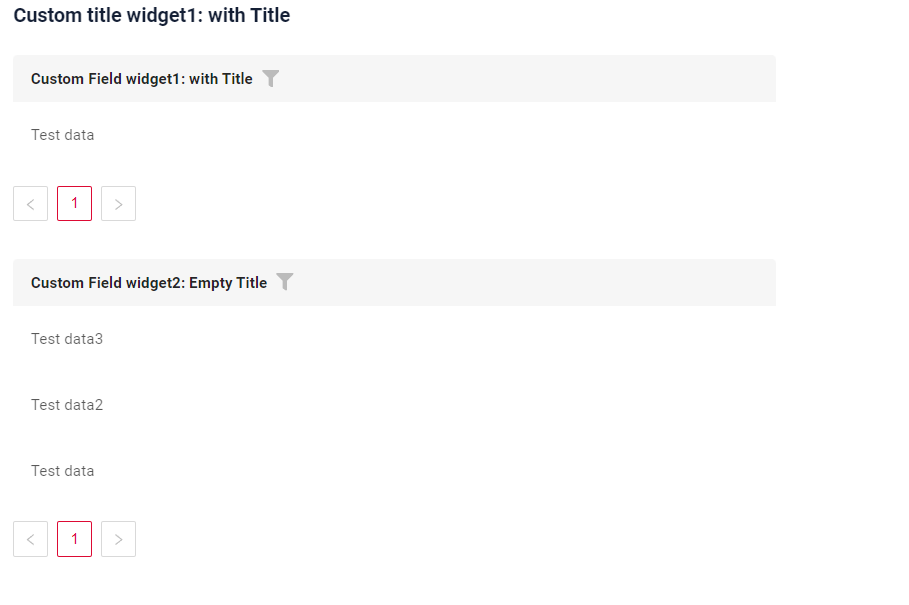 Custom title widget1: with Title
Custom Field widget1: with Title
Test data
< 1 >
Custom Field widget2: Empty Title
Test data3
Test data2
Test data
< 1 >